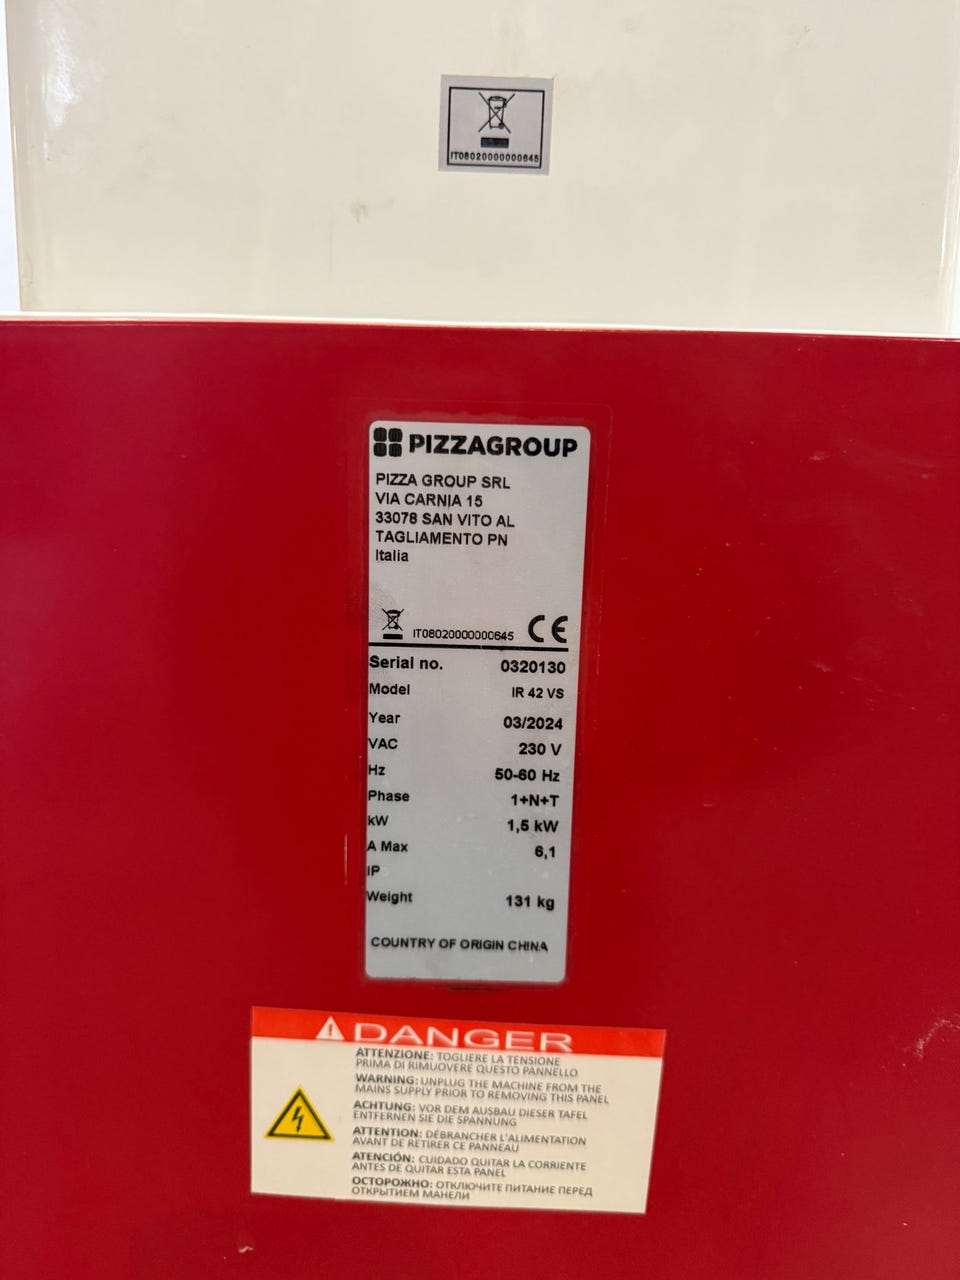 IT08020000000645
PIZZAGROUP
PIZZA GROUP SRL
VIA CARNIA 15
33078 SAN VITO AL
TAGLIAMENTO PN
Italia
IT08020000000645 CE
Serial no. 0320130
Model IR 42 VS
Year 03/2024
VAC 230 V
Hz 50-60 Hz
Phase 1+N+T
kW 1,5 kW
A Max 6,1
IP
Weight 131 kg
COUNTRY OF ORIGIN CHINA
DANGER
ATTENZIONE: TOGLIERE LA TENSIONE
PRIMA DI RIMUOVERE QUESTO PANNELLO
WARNING: UNPLUG THE MACHINE FROM THE
MAINS SUPPLY PRIOR TO REMOVING THIS PANEL
ACHTUNG: VOR DEM AUSBAU DIESER TAFEL
ENTFERNEN SIE DIE SPANNUNG
ATTENTION: DÉBRANCHER L'ALIMENTATION
AVANT DE RETIRER CE PANNEAU
ATENCIÓN: CUIDADO QUITAR LA CORRIENTE
ANTES DE QUITAR ESTA PANEL
ОСТОРОЖНО: ОТКЛЮЧИТЕ ПИТАНИЕ ПЕРЕД
ОТКРЫТИЕМ МАНЕЛИ